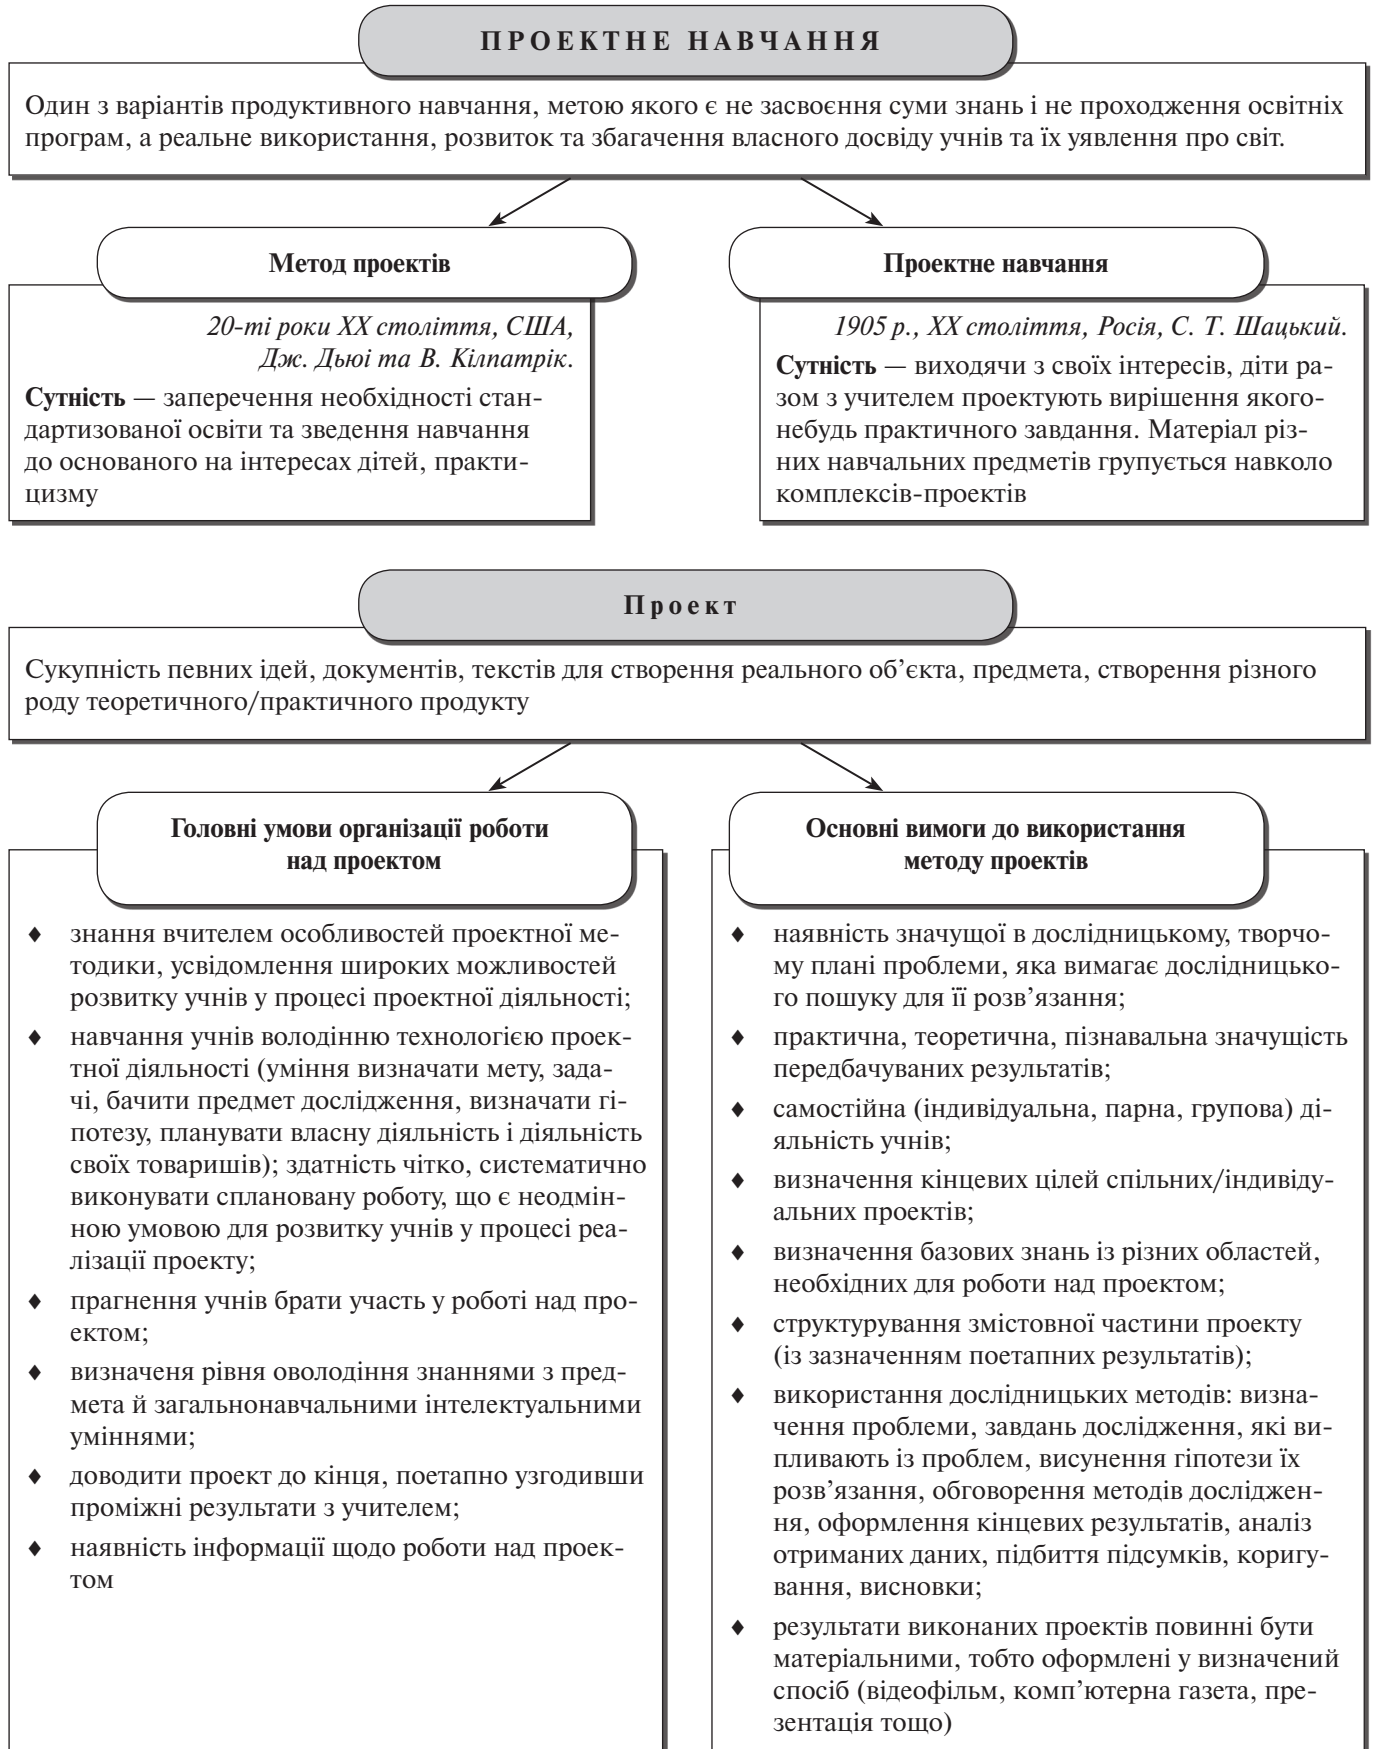 ПРОЕКТНЕ НАВЧАННЯ
Один з варіантів продуктивного навчання, метою якого є не засвоєння суми знань і не проходження освітніх
програм, а реальне використання, розвиток та збагачення власного досвіду учнів та їх уявлення про світ.
Метод проектів
20-ті роки ХХ століття, США,
Дж. Дьюі та В. Кілпатрік.
Сутність — заперечення необхідності стан-
дартизованої освіти та зведення навчання
до основаного на інтересах дітей, практи-
цизму
Проектне навчання
1905 р., ХХ століття, Росія, С. Т. Шацький.
Сутність — виходячи з своїх інтересів, діти ра-
зом з учителем проектують вирішення якого-
небудь практичного завдання. Матеріал різ-
них навчальних предметів групується навколо
комплексів-проектів
Проект
Сукупність певних ідей, документів, текстів для створення реального об’єкта, предмета, створення різного
роду теоретичного/практичного продукту
Головні умови організації роботи
над проектом
♦ знання вчителем особливостей проектної ме-
тодики, усвідомлення широких можливостей
розвитку учнів у процесі проектної діяльності;
♦ навчання учнів володінню технологією проек-
тної діяльності (уміння визначати мету, зада-
чі, бачити предмет дослідження, визначати гі-
потезу, планувати власну діяльність і діяльність
своїх товаришів); здатність чітко, систематично
виконувати сплановану роботу, що є неодмін-
ною умовою для розвитку учнів у процесі реа-
лізації проекту;
♦ прагнення учнів брати участь у роботі над про-
ектом;
♦ визначеня рівня оволодіння знаннями з пред-
мета й загальнонавчальними інтелектуальними
уміннями;
♦ доводити проект до кінця, поетапно узгодивши
проміжні результати з учителем;
♦ наявність інформації щодо роботи над проек-
том
Основні вимоги до використання
методу проектів
♦ наявність значущої в дослідницькому, творчо-
му плані проблеми, яка вимагає дослідницько-
го пошуку для її розв’язання;
♦ практична, теоретична, пізнавальна значущість
передбачуваних результатів;
♦ самостійна (індивідуальна, парна, групова) ді-
яльність учнів;
♦ визначення кінцевих цілей спільних/індивіду-
альних проектів;
♦ визначення базових знань із різних областей,
необхідних для роботи над проектом;
♦ структурування змістовної частини проекту
(із зазначенням поетапних результатів);
♦ використання дослідницьких методів: визна-
чення проблеми, завдань дослідження, які ви-
пливають із проблем, висунення гіпотези їх
розв’язання, обговорення методів досліджен-
ня, оформлення кінцевих результатів, аналіз
отриманих даних, підбиття підсумків, коригу-
вання, висновки;
♦ результати виконаних проектів повинні бути
матеріальними, тобто оформлені у визначений
спосіб (відеофільм, комп’ютерна газета, пре-
зентація тощо)